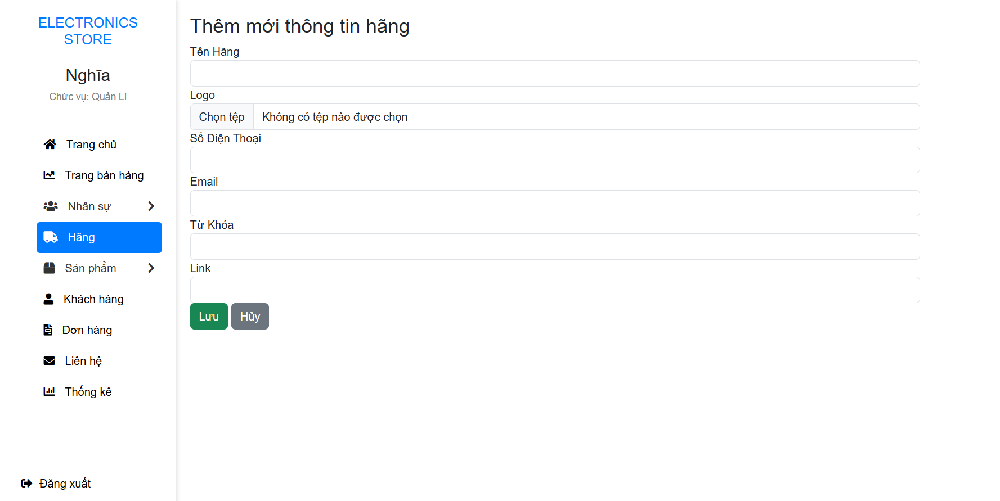 ELECTRONICS
STORE
Nghĩa
Chức vụ: Quản Lí
Trang chủ
Trang bán hàng
Nhân sự
Hãng
Sản phẩm
Khách hàng
Đơn hàng
Liên hệ
Thống kê
Đăng xuất
Thêm mới thông tin hãng
Tên Hãng
Logo
Chọn tệp Không có tệp nào được chọn
Số Điện Thoại
Email
Từ Khóa
Link
Lưu Hủy